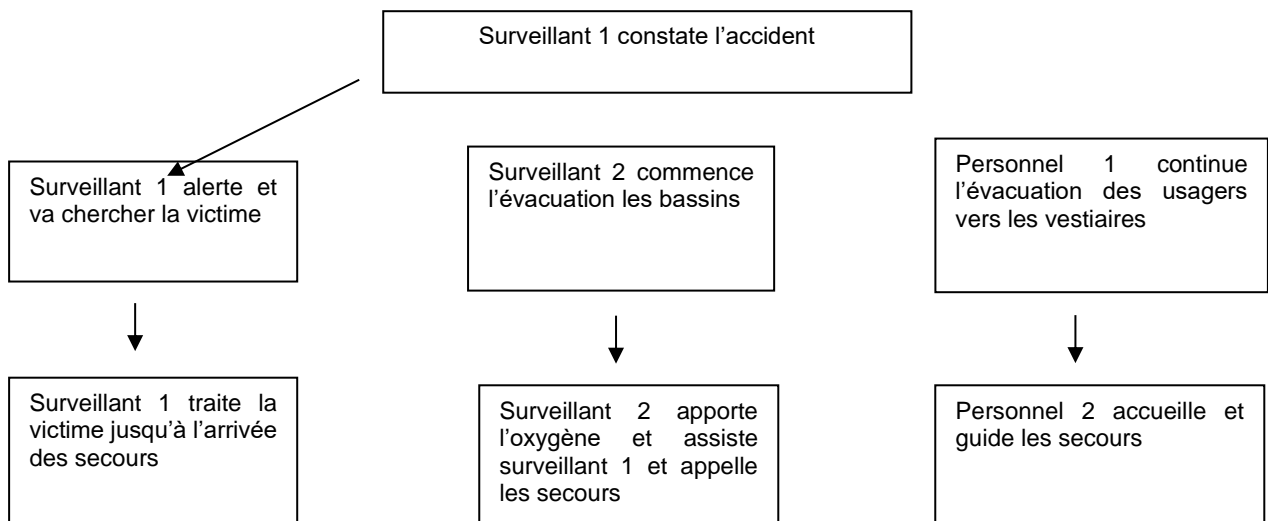 Surveillant 1 constate l’accident
Surveillant 1 alerte et
va chercher la victime
Surveillant 2 commence
l’évacuation les bassins
Personnel 1 continue
l’évacuation des usagers
vers les vestiaires
Surveillant 1 traite la
victime jusqu’à l’arrivée
des secours
Surveillant 2 apporte
l’oxygène et assiste
surveillant 1 et appelle
les secours
Personnel 2 accueille et
guide les secours